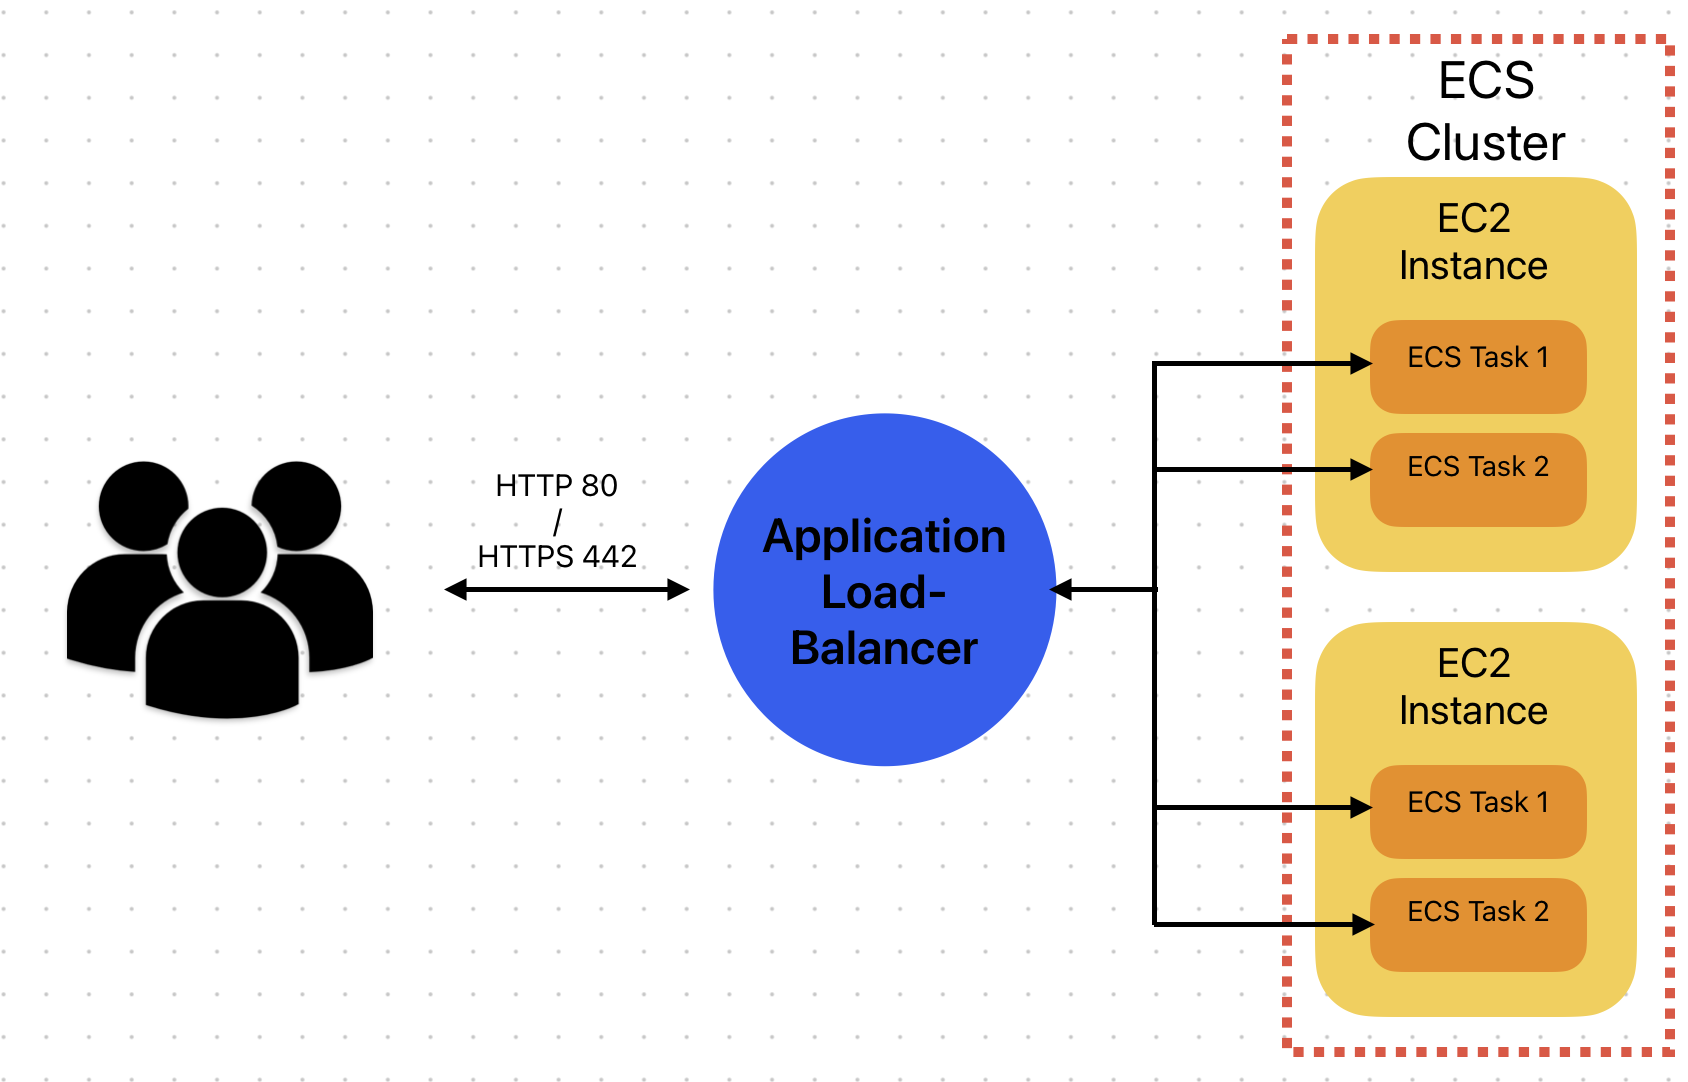 HTTP 80
/
HTTPS 442
Application
Load-
Balancer
ECS
Cluster
EC2
Instance
ECS Task 1
ECS Task 2
EC2
Instance
ECS Task 1
ECS Task 2